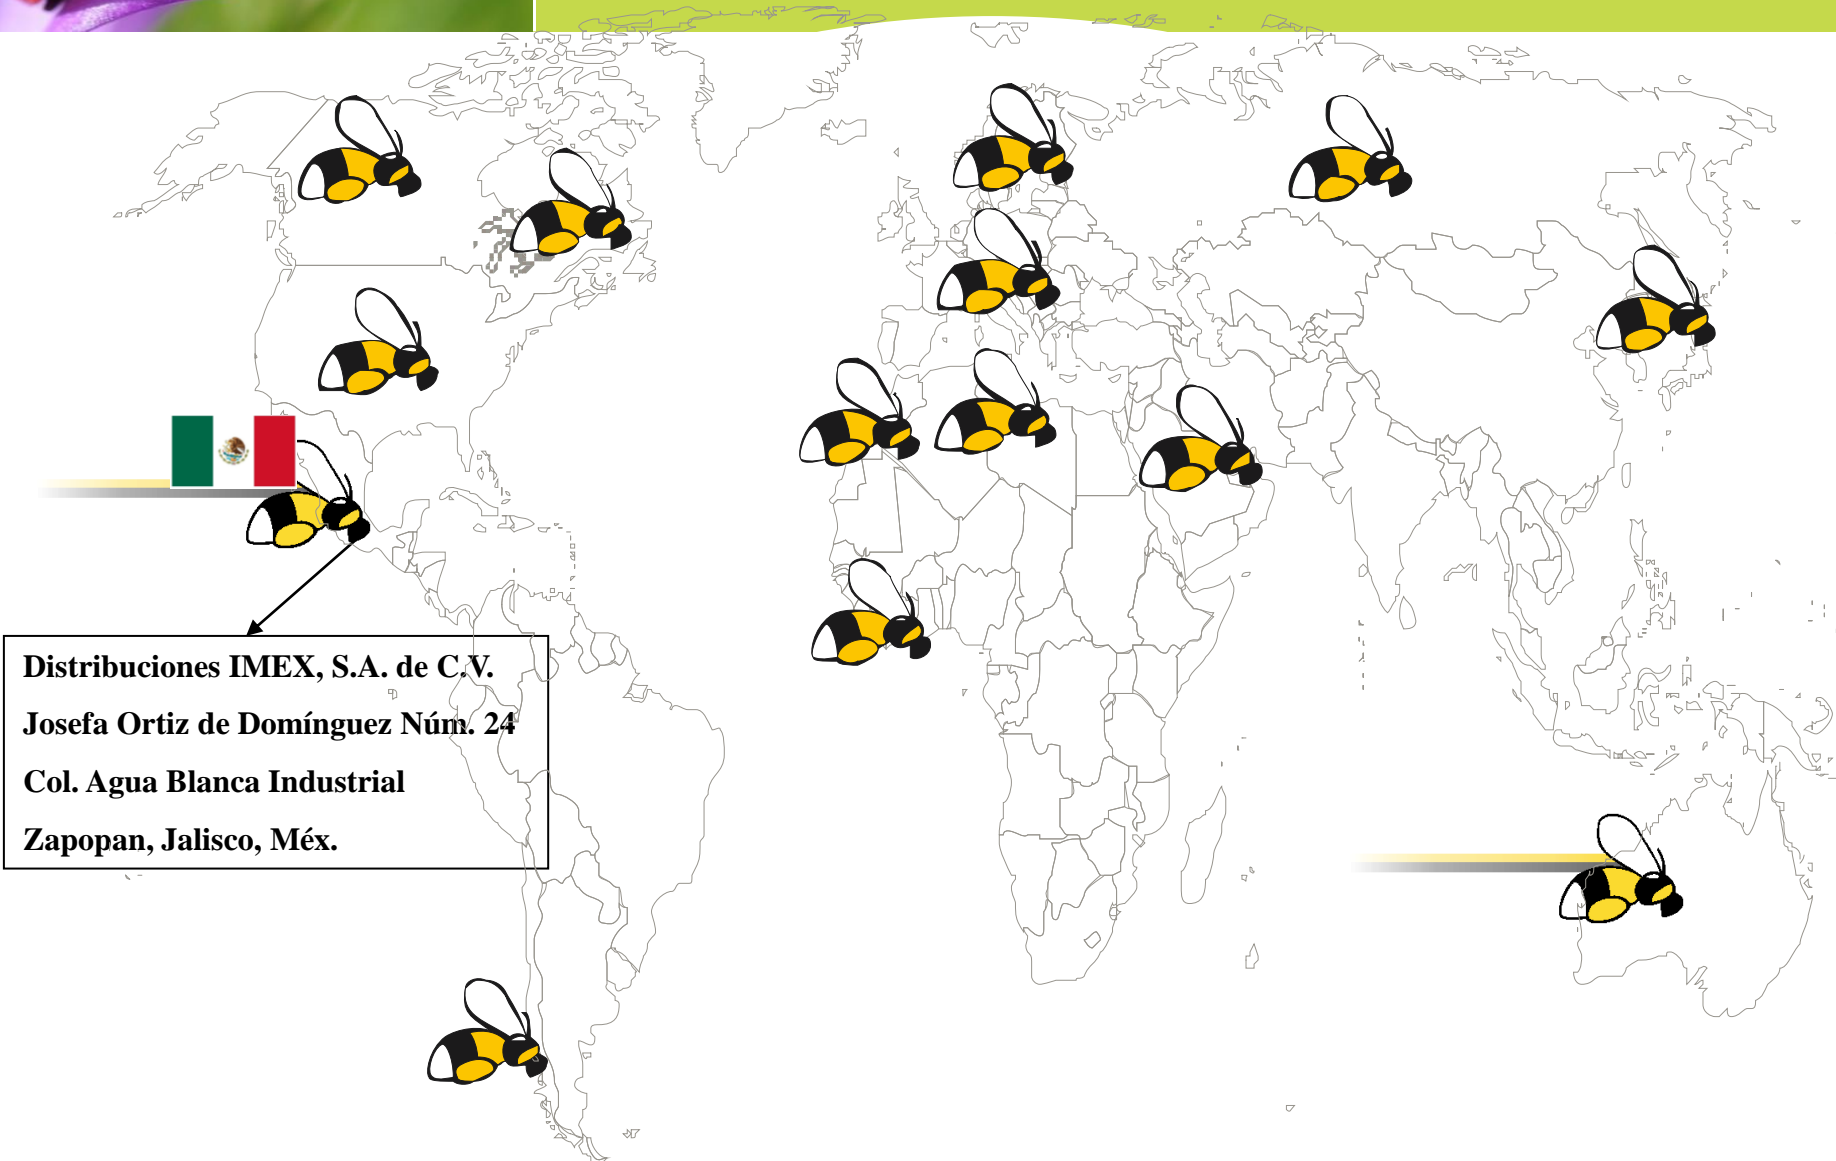 Distribuciones IMEX, S.A. de C.V.
Josefa Ortiz de Domínguez Núm. 24
Col. Agua Blanca Industrial
Zapopan, Jalisco, Méx.